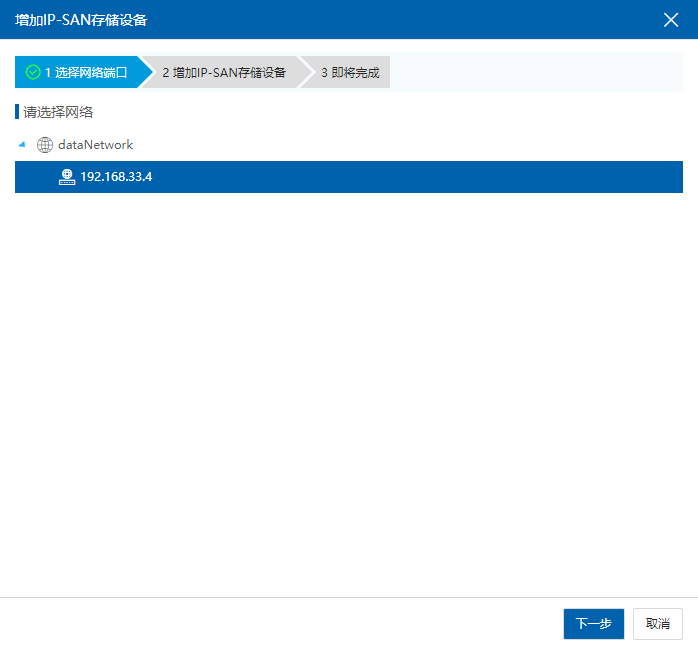 增加IP-SAN存储设备
1 选择网络端口 2 增加IP-SAN存储设备 3 即将完成
请选择网络
dataNetwork
192.168.33.4
下一步 取消